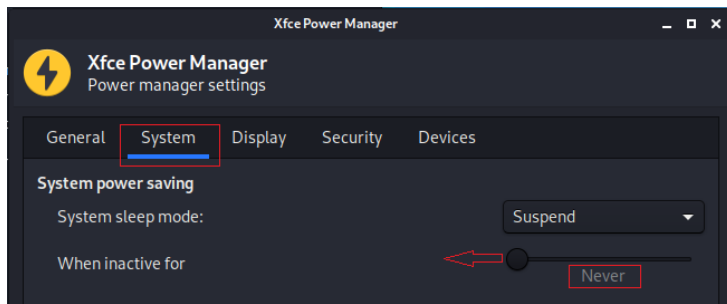 Xfce Power Manager
Xfce Power Manager
Power manager settings
General System Display Security Devices
System power saving
System sleep mode: Suspend
When inactive for
Never